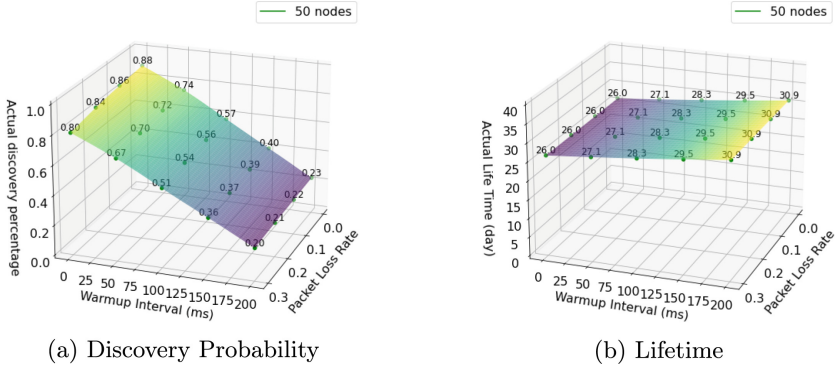 50 nodes
0.88
0.86
0.74
0.84
0.72
0.57
0.80
0.70
0.56
0.40
0.67
0.54
0.39
0.23
0.51
0.37
0.22
0.36
0.21
0.20
1.0
0.8
0.6
0.4
0.2
0.0
Actual discovery percentage
0 25 50 75 100 125 150 175 200
Warmup Interval (ms)
0.0
0.1
0.2
0.3
Packet Loss Rate
(a) Discovery Probability
50 nodes
26.0 27.1 28.3 29.5 30.9
26.0 27.1 28.3 29.5 30.9
26.0 27.1 28.3 29.5 30.9
26.0 27.1 28.3 29.5 30.9
40
35
30
25
20
15
10
5
0
Actual Life Time (day)
0 25 50 75 100 125 150 175 200
Warmup Interval (ms)
0.0
0.1
0.2
0.3
Packet Loss Rate
(b) Lifetime